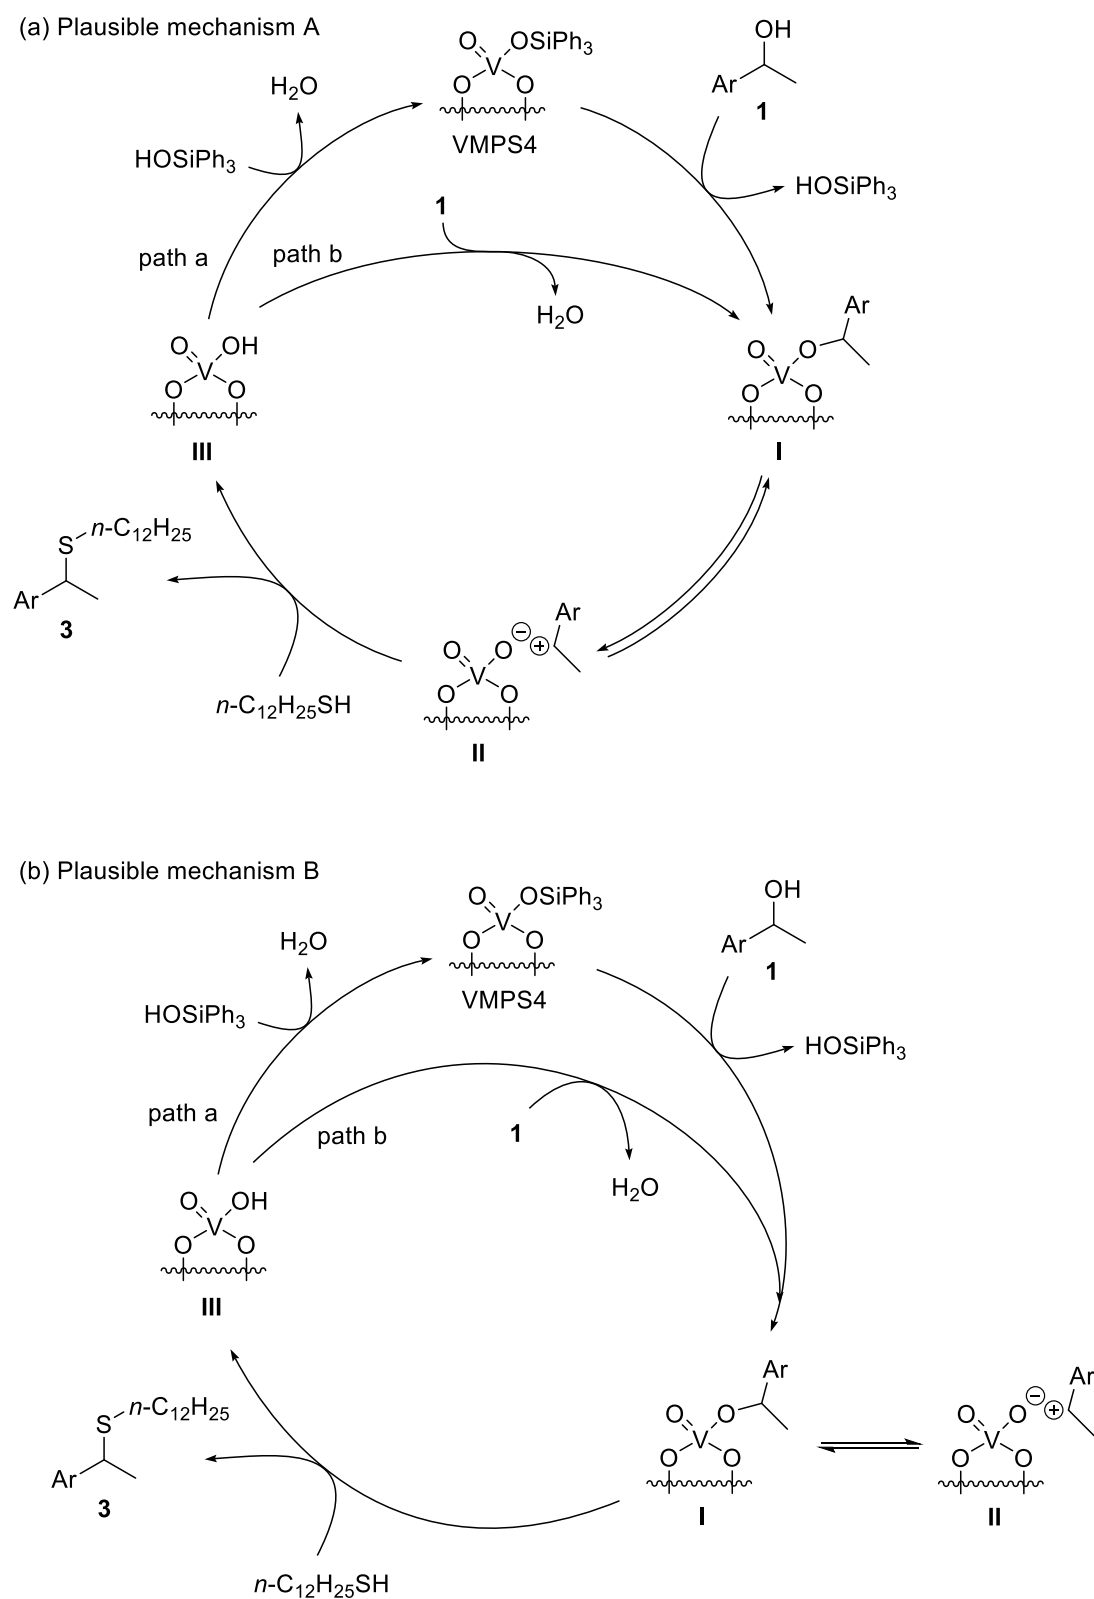 (a) Plausible mechanism A
O OSiPh3
V
O O
VMPS4
OH
Ar
1
H2O
HOSiPh3
HOSiPh3
1
path a
path b
H2O
O OH
V
O O
III
Ar
O O
V
O O
I
n-C12H25
S
Ar
3
n-C12H25SH
Ar
O O − +
V
O O
II
(b) Plausible mechanism B
O OSiPh3
V
O O
VMPS4
OH
Ar
1
H2O
HOSiPh3
HOSiPh3
path a
path b
1
H2O
O OH
V
O O
III
n-C12H25
S
Ar
3
n-C12H25SH
Ar
O O
V
O O
I
Ar
O O − +
V
O O
II